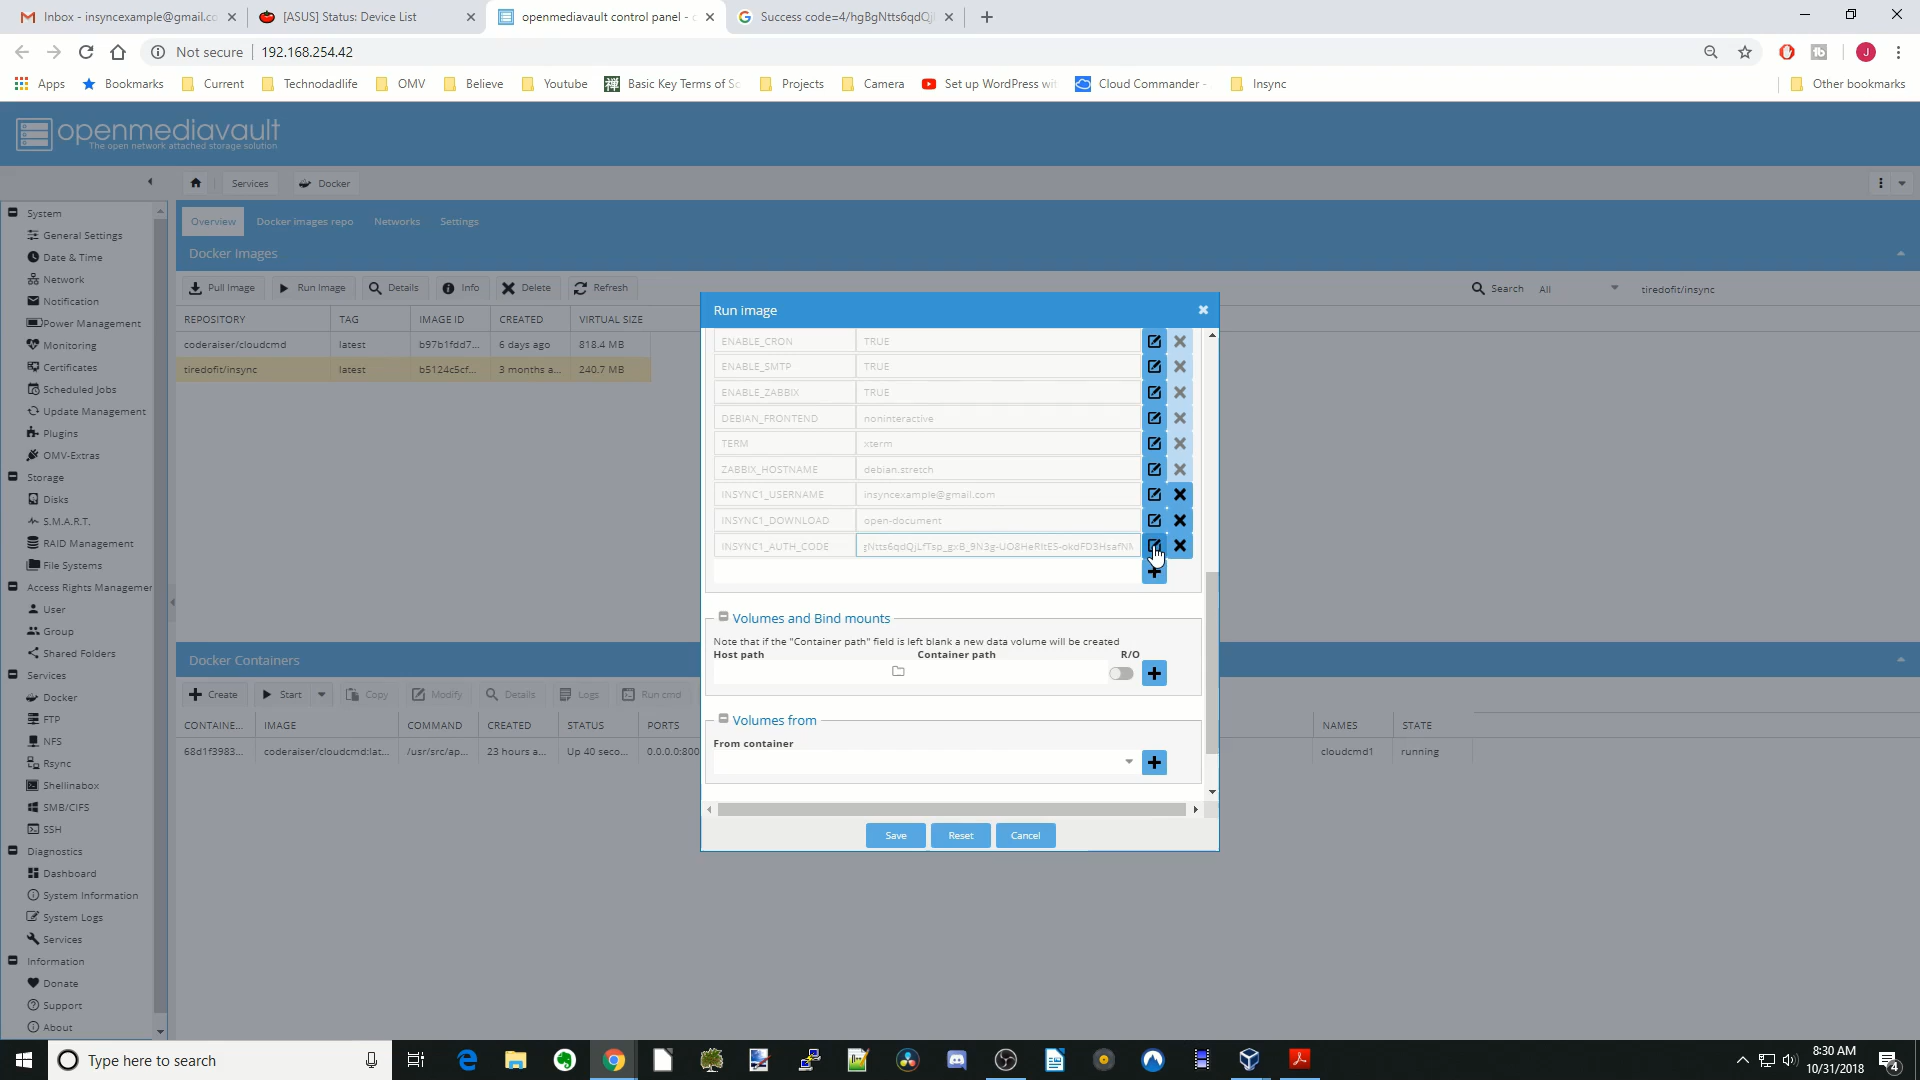 Inbox - insyncexample@gmail.co
[ASUS] Status: Device List
openmediavault control panel -
Success code=4/hgBgNtts6qdQjL
Not secure
192.168.254.42
Apps
Bookmarks
Current
Technodadlife
OMV
Believe
Youtube
Basic Key Terms of Sc
Projects
Camera
Set up WordPress wit
Cloud Commander -
Insync
Other bookmarks
openmediavault
The open network attached storage solution
Services
Docker
System
General Settings
Date & Time
Network
Notification
Power Management
Monitoring
Certificates
Scheduled Jobs
Update Management
Plugins
OMV-Extras
Storage
Disks
S.M.A.R.T.
RAID Management
File Systems
Access Rights Managemer
User
Group
Shared Folders
Services
Docker
FTP
NFS
Rsync
Shellinabox
SMB/CIFS
SSH
Diagnostics
Dashboard
System Information
System Logs
Services
Information
Donate
Support
About
Overview
Docker images repo
Networks
Settings
Docker Images
Pull Image
Run Image
Details
Info
Delete
Refresh
Search
All
tiredofit/insync
REPOSITORY
TAG
IMAGE ID
CREATED
VIRTUAL SIZE
coderaiser/cloudcmd
latest
b97b1fdd7...
6 days ago
818.4 MB
tiredofit/insync
latest
b5124c5cf...
3 months a...
240.7 MB
Run image
ENABLE_CRON
TRUE
ENABLE_SMTP
TRUE
ENABLE_ZABBIX
TRUE
DEBIAN_FRONTEND
noninteractive
TERM
xterm
ZABBIX_HOSTNAME
debian.stretch
INSYNC1_USERNAME
insyncexample@gmail.com
INSYNC1_DOWNLOAD
open-document
INSYNC1_AUTH_CODE
Volumes and Bind mounts
Note that if the "Container path" field is left blank a new data volume will be created
Host path
Container path
R/O
Volumes from
From container
Save
Reset
Cancel
Docker Containers
Create
Start
Copy
Modify
Details
Logs
Run cmd
CONTAINE...
IMAGE
COMMAND
CREATED
STATUS
PORTS
NAMES
STATE
68d1f3983...
coderaiser/cloudcmd:lat...
/usr/src/ap...
23 hours a...
Up 40 seco...
0.0.0.0:800
cloudcmd1
running
Type here to search
8:30 AM
10/31/2018
4